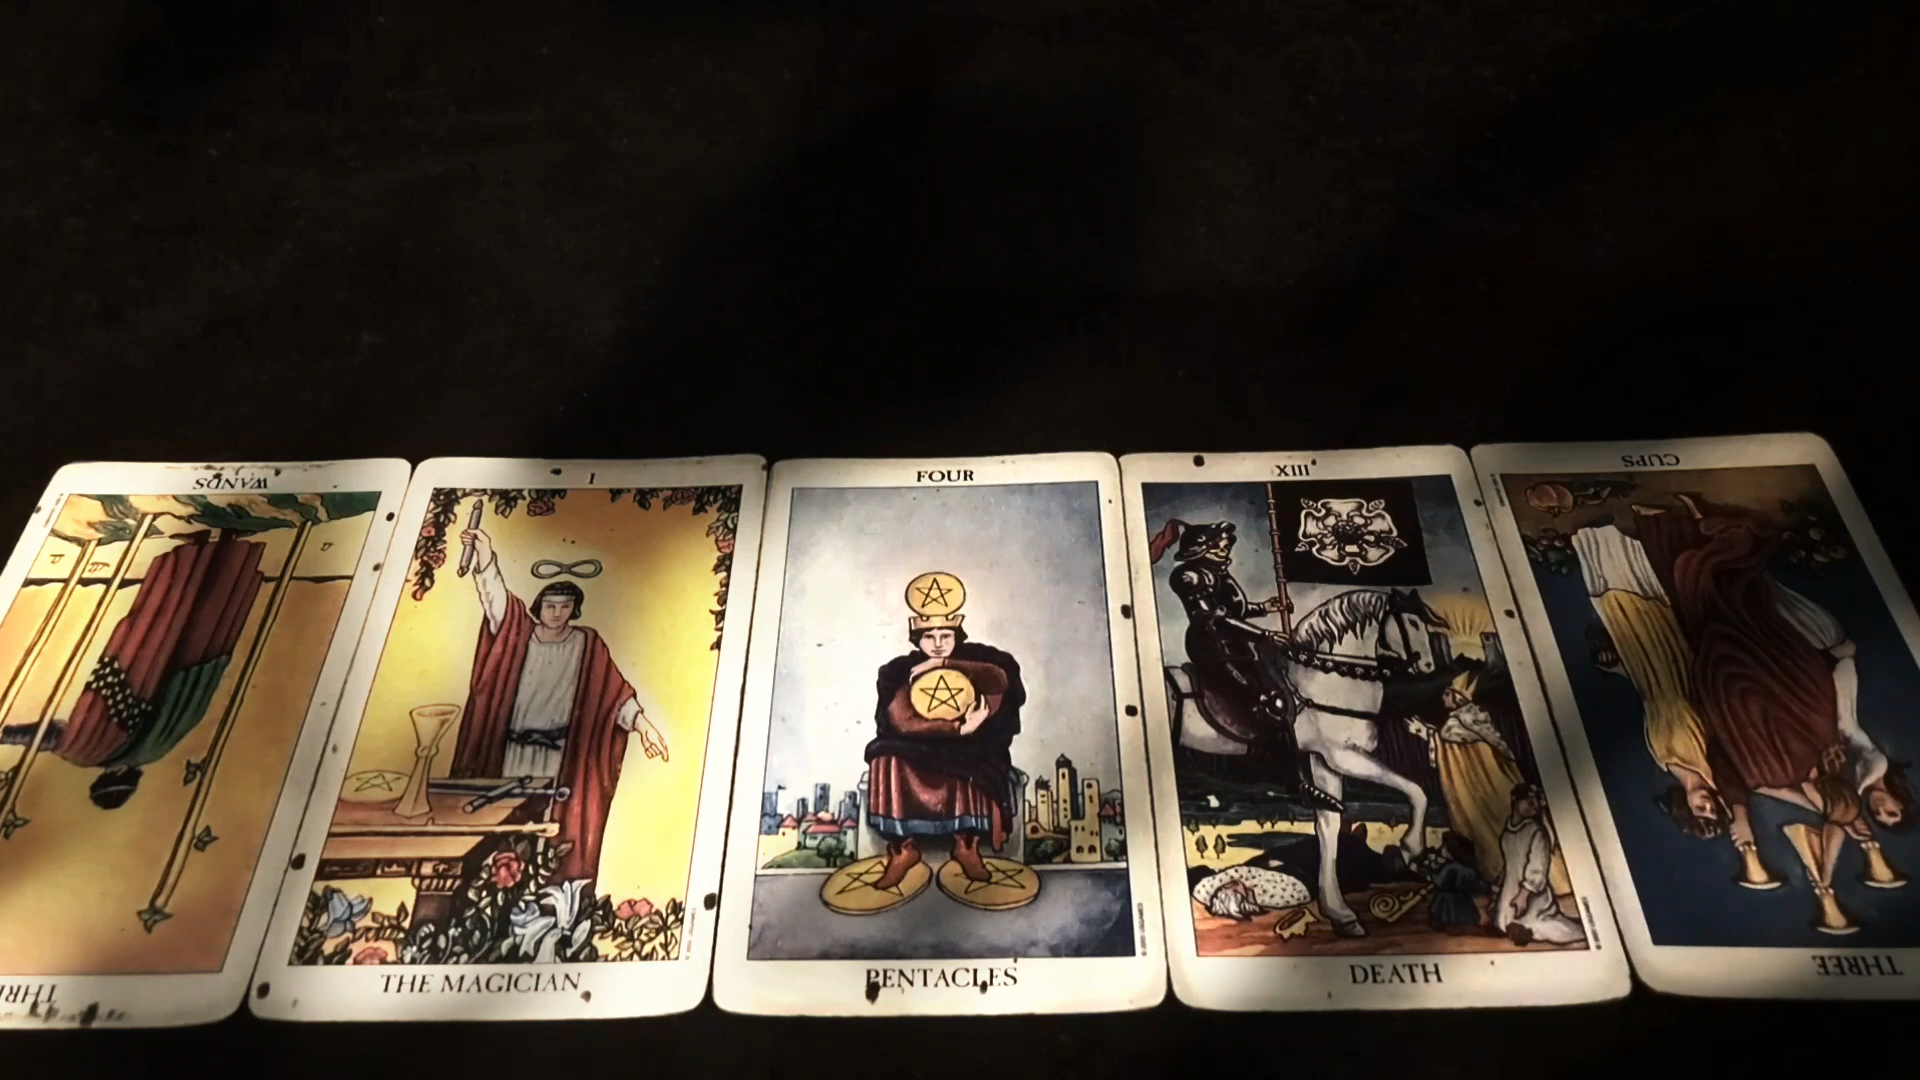 WANDS
I
FOUR
XIII
CUPS
THE MAGICIAN
PENTACLES
DEATH
THREE